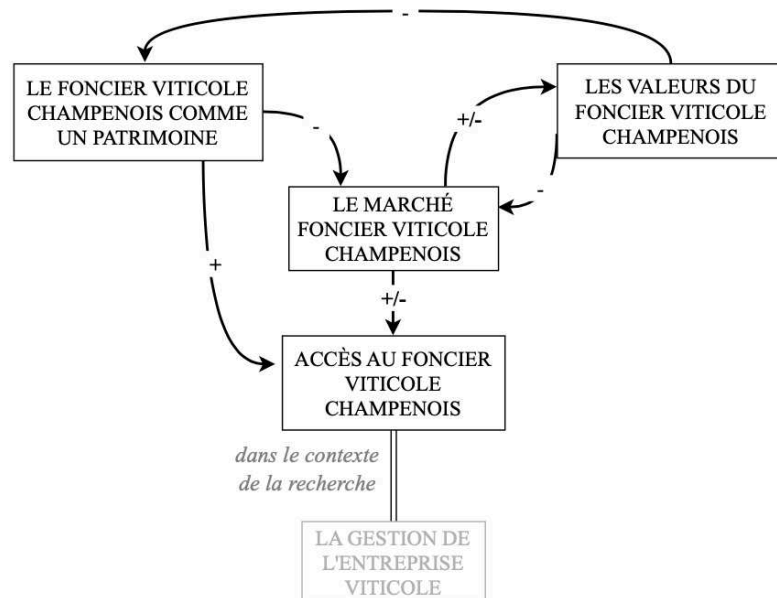 -
LE FONCIER VITICOLE
CHAMPENOIS COMME
UN PATRIMOINE
LES VALEURS DU
FONCIER VITICOLE
CHAMPENOIS
-
+/-
-
LE MARCHÉ
FONCIER VITICOLE
CHAMPENOIS
+
+/-
ACCÈS AU FONCIER
VITICOLE
CHAMPENOIS
dans le contexte
de la recherche
LA GESTION DE
L'ENTREPRISE
VITICOLE